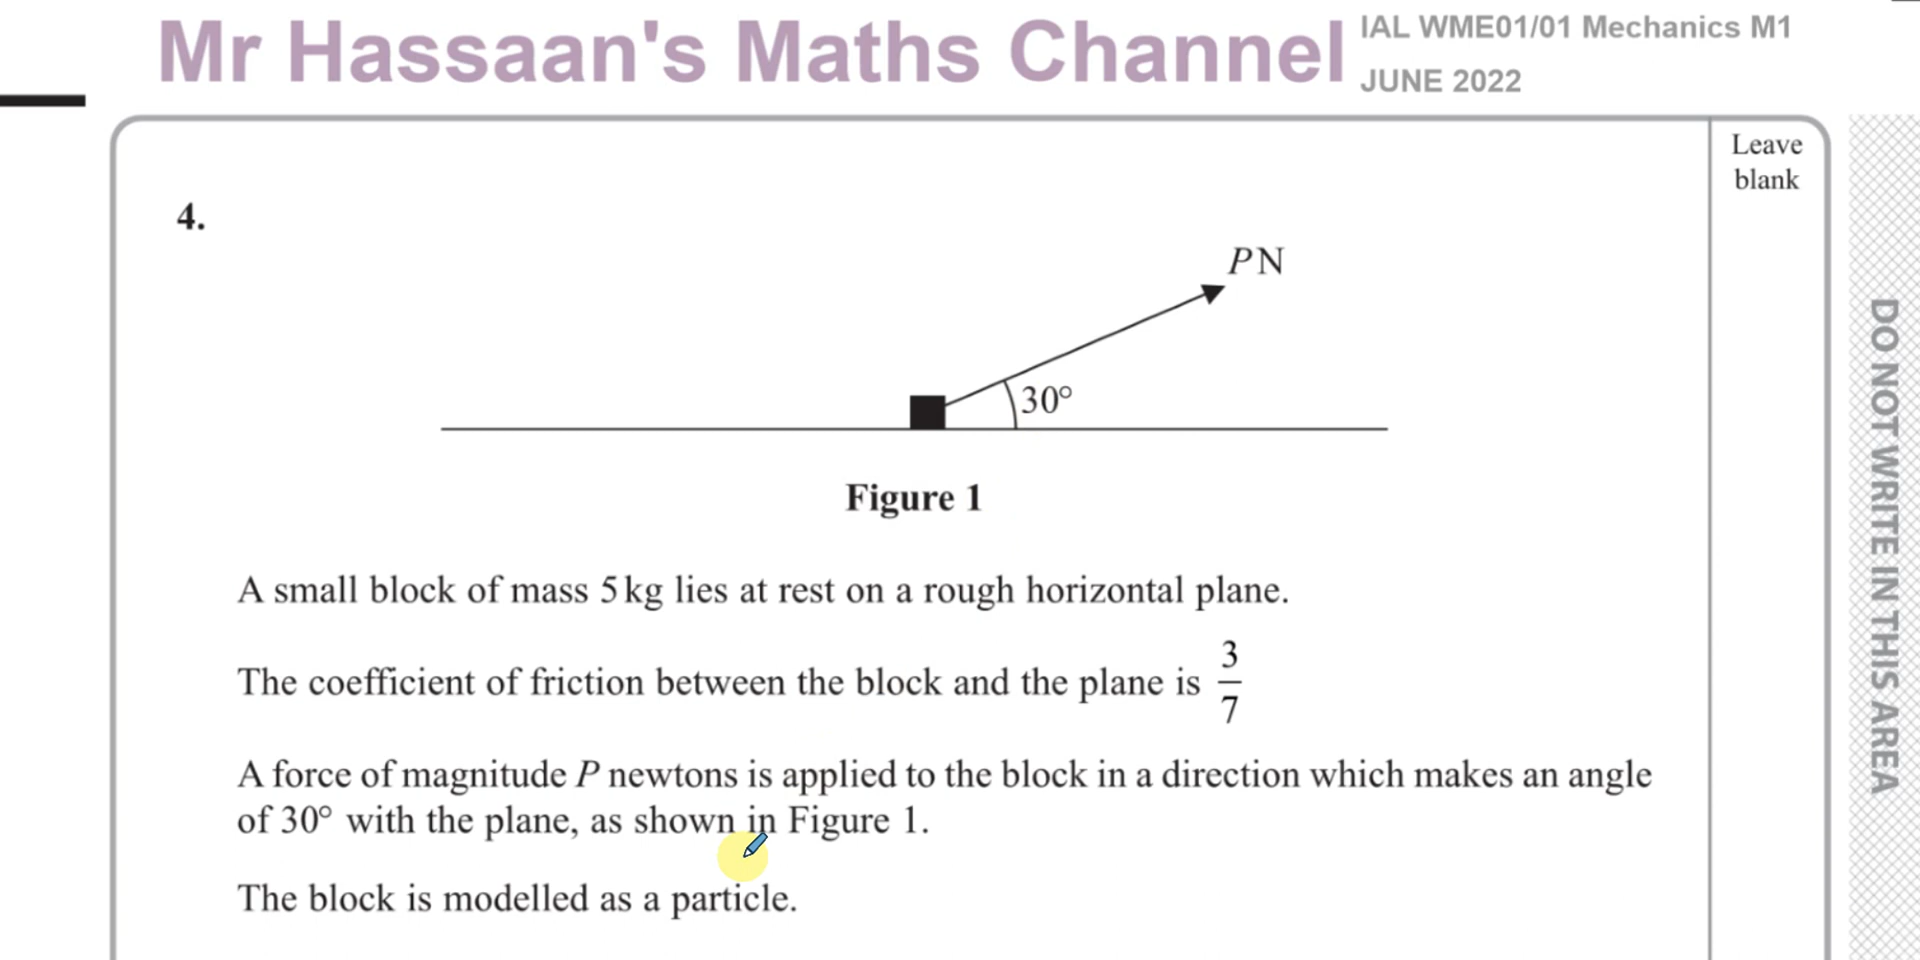 Mr Hassaan's Maths Channel
IAL WME01/01 Mechanics M1
JUNE 2022
Leave
blank
4.
PN
30°
Figure 1
A small block of mass 5 kg lies at rest on a rough horizontal plane.
The coefficient of friction between the block and the plane is 3/7
A force of magnitude P newtons is applied to the block in a direction which makes an angle
of 30° with the plane, as shown in Figure 1.
The block is modelled as a particle.
DO NOT WRITE IN THIS AREA